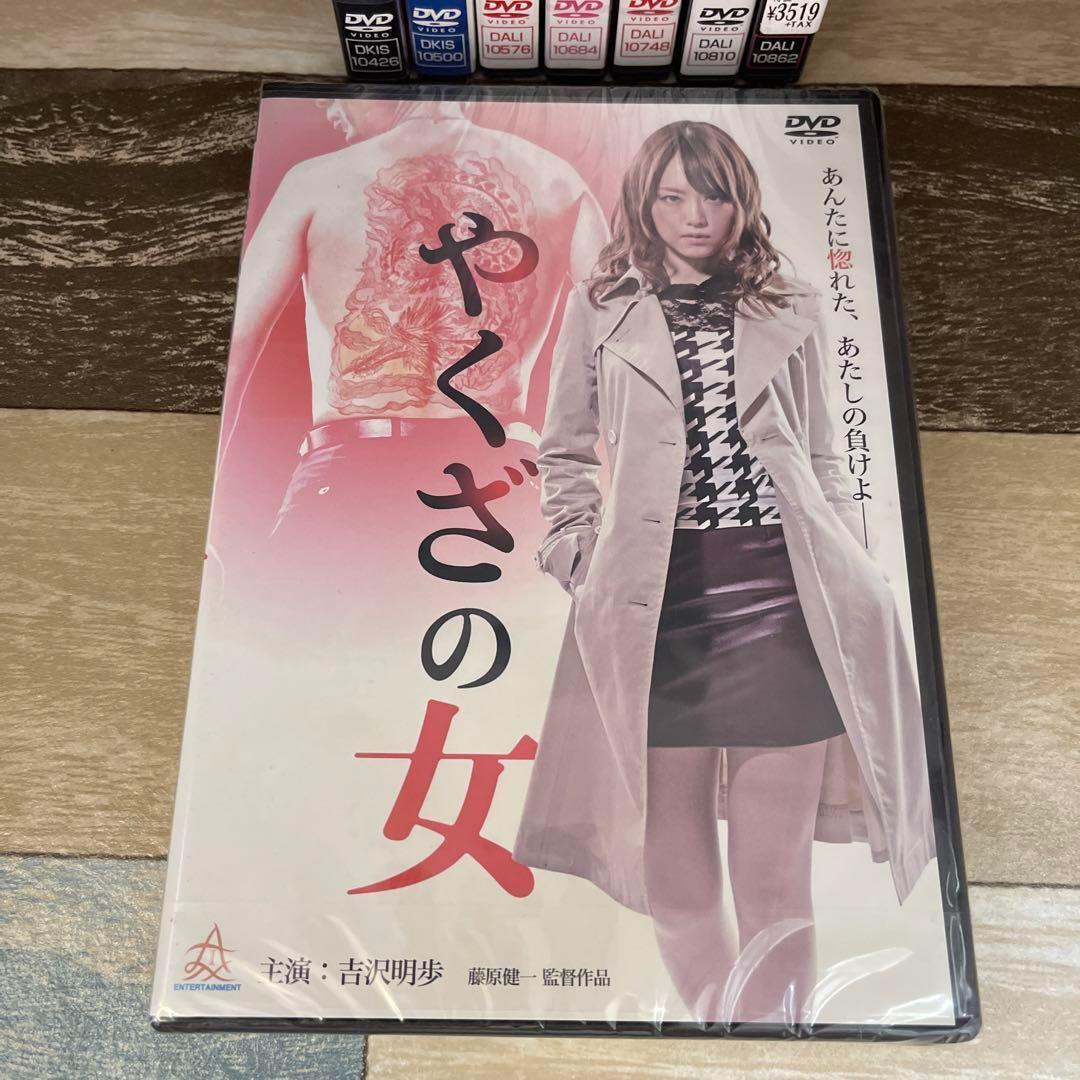 DVD
VIDEO
DKIS
10426
DVD
VIDEO
DKIS
10500
DVD
VIDEO
DALI
10576
DVD
VIDEO
DALI
10684
DVD
VIDEO
DALI
10748
DVD
VIDEO
DALI
10810
¥3519
+TAX
DALI
10862
DVD
VIDEO
あんたに惚れた、あたしの負けよ──
やくざの女
ENTERTAINMENT
主演：吉沢明歩 藤原健一 監督作品